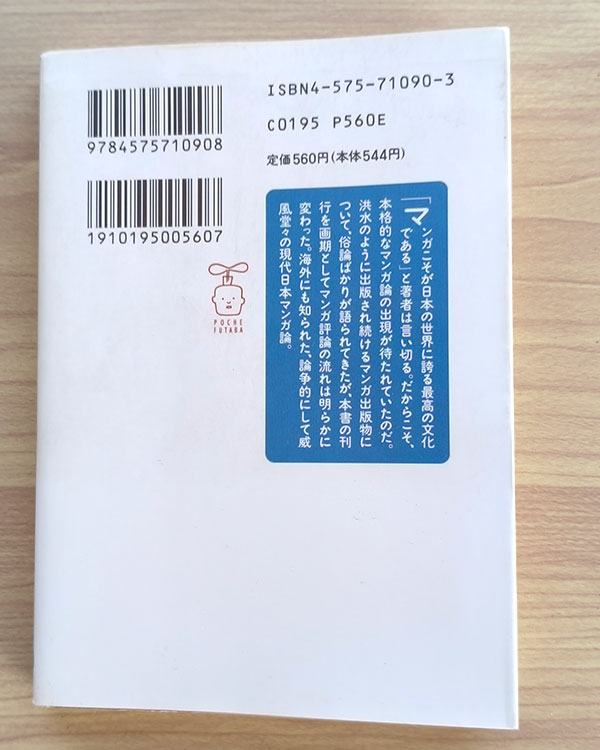 ISBN4-575-71090-3
C0195 P560E
定価560円(本体544円)
9784575710908
1910195005607
POCHE
FUTABA
「マンガこそが日本の世界に誇る最高の文化
である」と著者は言い切る。だからこそ、
本格的なマンガ論の出現が待たれていたのだ。
洪水のように出版され続けるマンガ出版物に
ついて、俗論ばかりが語られてきたが、本書の刊
行を画期としてマンガ評論の流れは明らかに
変わった。海外にも知られた、論争的にして威
風堂々の現代日本マンガ論。